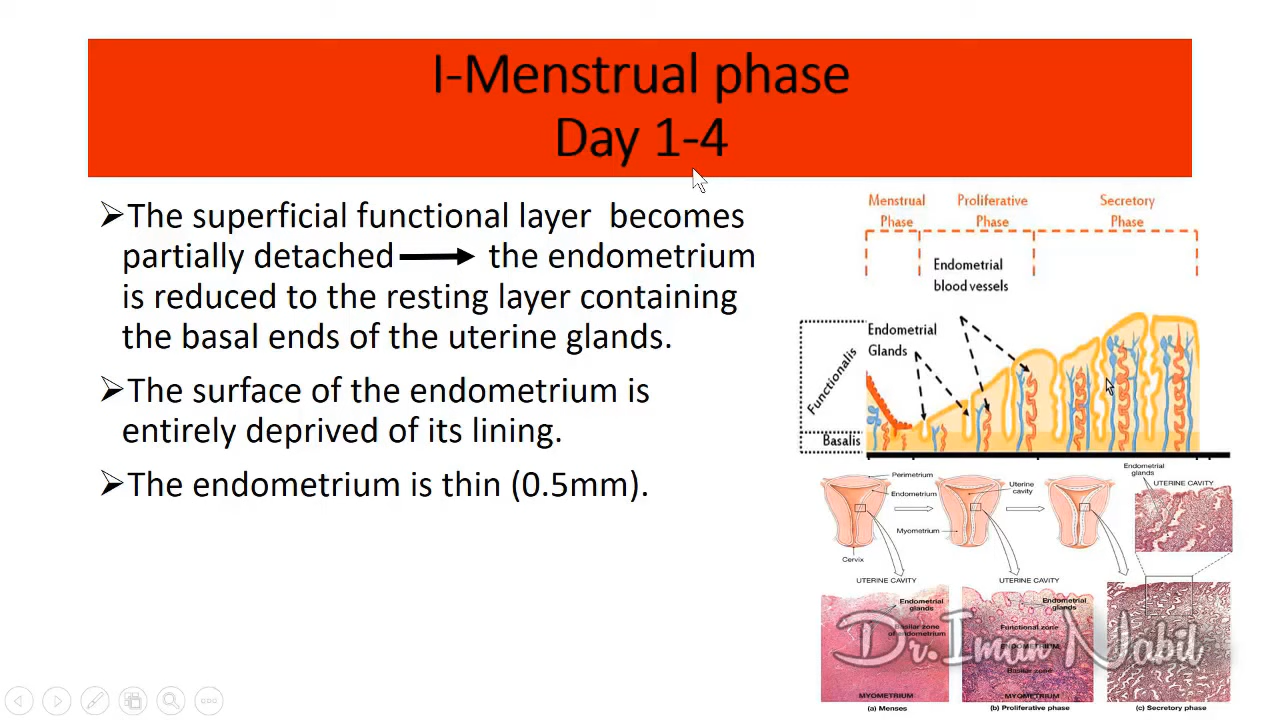 I-Menstrual phase
Day 1-4
➢The superficial functional layer becomes
partially detached → the endometrium
is reduced to the resting layer containing
the basal ends of the uterine glands.
➢The surface of the endometrium is
entirely deprived of its lining.
➢The endometrium is thin (0.5mm).
Menstrual Phase
Proliferative Phase
Secretory Phase
Endometrial
blood vessels
Endometrial
Glands
Functionalis
Basalis
Perimetrium
Endometrium
Uterine
cavity
Myometrium
Cervix
Endometrial
glands
UTERINE CAVITY
UTERINE CAVITY
UTERINE CAVITY
Endometrial
glands
Basilar zone
of endometrium
MYOMETRIUM
Endometrial
glands
Functional zone
ENDOMETRIUM
Basilar zone
MYOMETRIUM
Dr.Iman Nabil
(a) Menses
(b) Proliferative phase
(c) Secretory phase